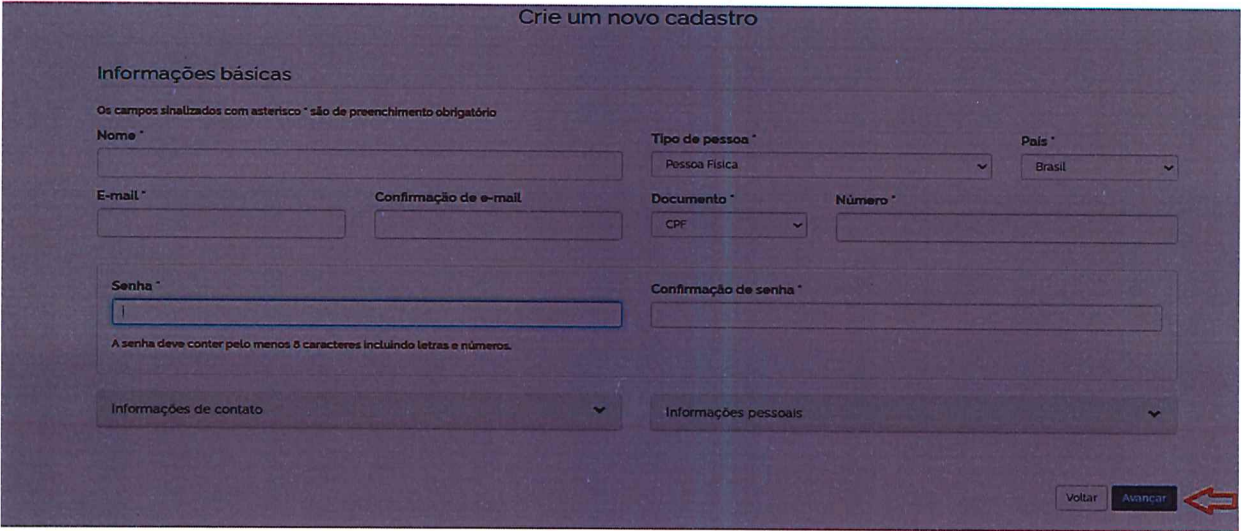 Crie um novo cadastro
Informações básicas
Os campos sinalizados com asterisco * são de preenchimento obrigatório
Nome *
Tipo de pessoa *
País *
Pessoa Física
Brasil
E-mail *
Confirmação de e-mail
Documento *
Número *
CPF
Senha *
Confirmação de senha *
A senha deve conter pelo menos 8 caracteres incluindo letras e números.
Informações de contato
Informações pessoais
Voltar
Avançar